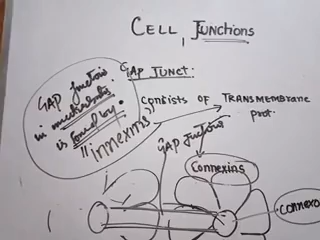 CELL JUNCTIONS
GAP JUNCT.
GAP Junctions
in invertebrates
is formed by.
"innexins"
Consists OF TRANSMEMBRANE
prot.
GAP Junctions
Connexins
Connexo